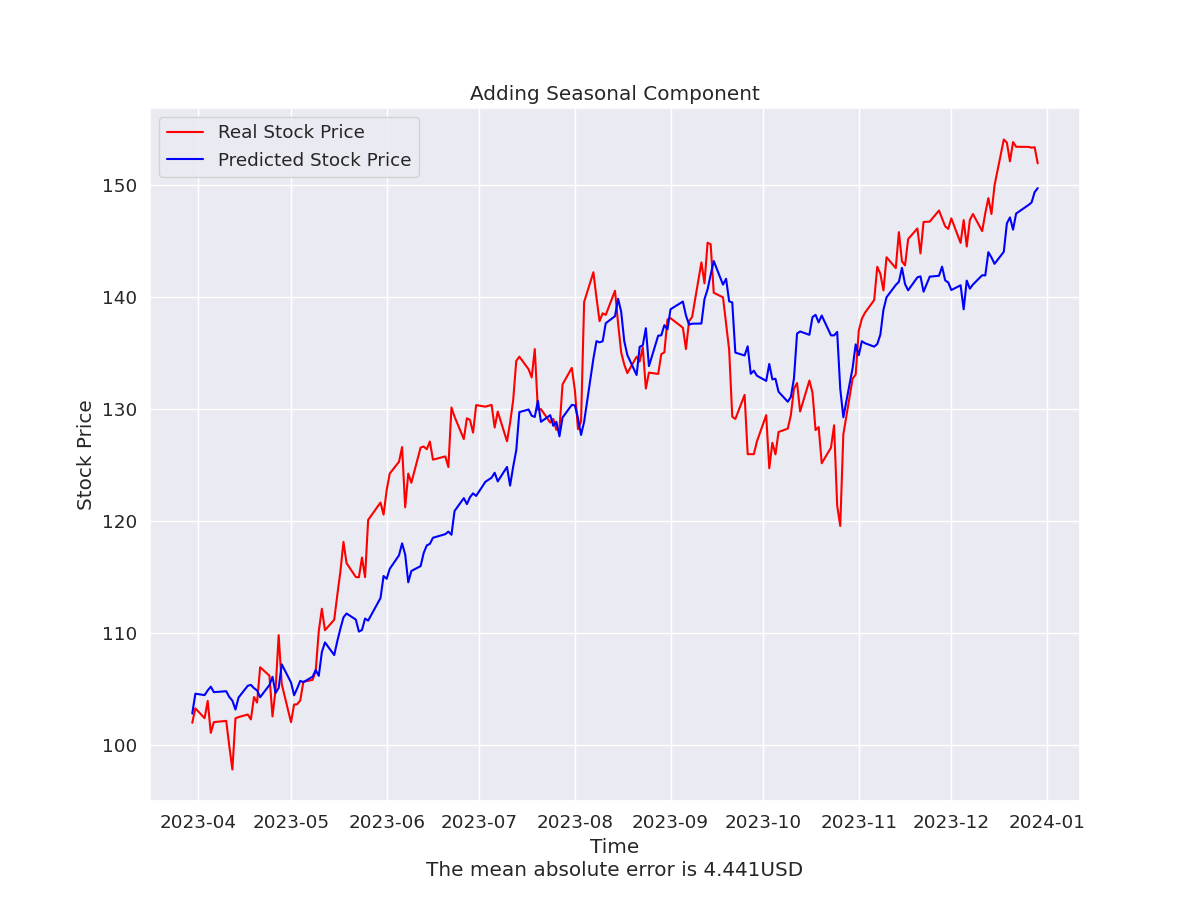 Adding Seasonal Component
Real Stock Price
Predicted Stock Price
Stock Price
150
140
130
120
110
100
2023-04 2023-05 2023-06 2023-07 2023-08 2023-09 2023-10 2023-11 2023-12 2024-01
Time
The mean absolute error is 4.441USD